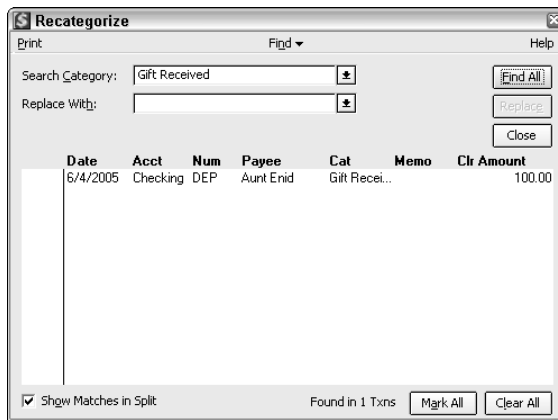 Recategorize
Print Find Help
Search Category: Gift Received Find All
Replace With: Replace
Close
Date Acct Num Payee Cat Memo Clr Amount
6/4/2005 Checking DEP Aunt Enid Gift Recei... 100.00
Show Matches in Split Found in 1 Txns Mark All Clear All